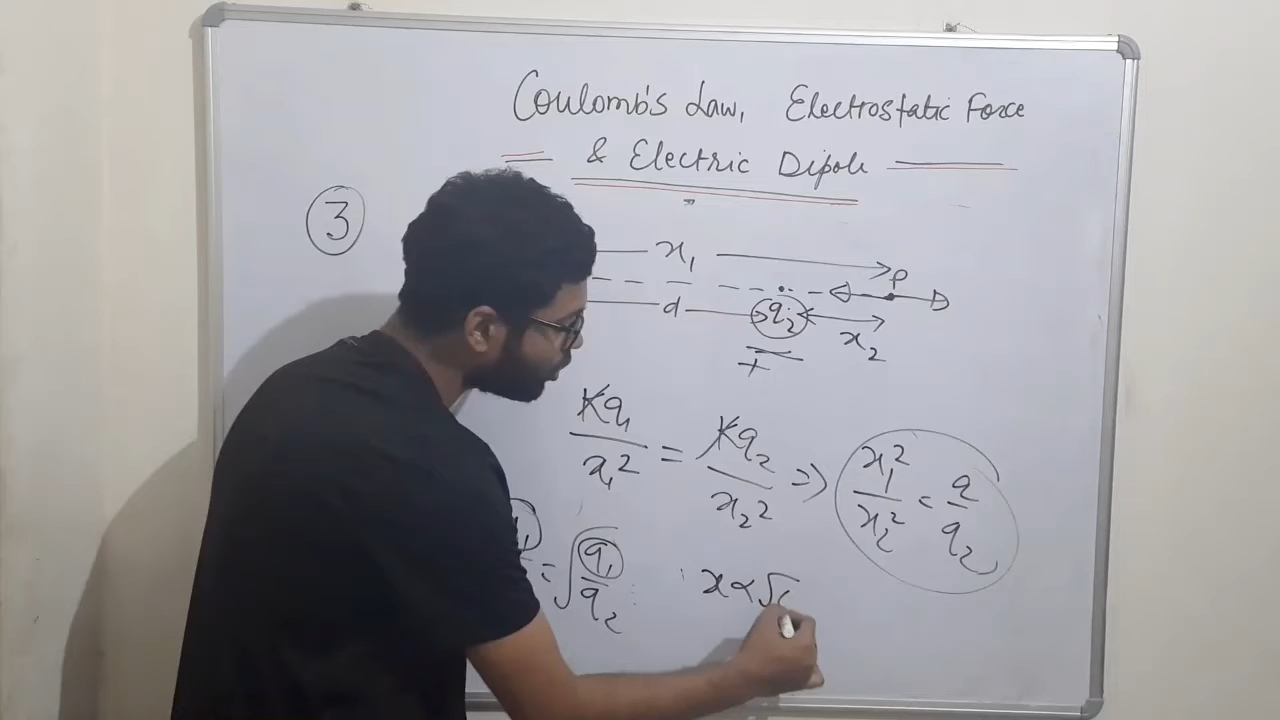 Coulomb's Law, Electrostatic Force
& Electric Dipole
3
x₁
P
d
q₂
x₂
+
Kq₁/x₁² = Kq₂/x₂² ⇒ x₁²/x₂² = q/q₂
= √(q₁/q₂)
x ∝ √